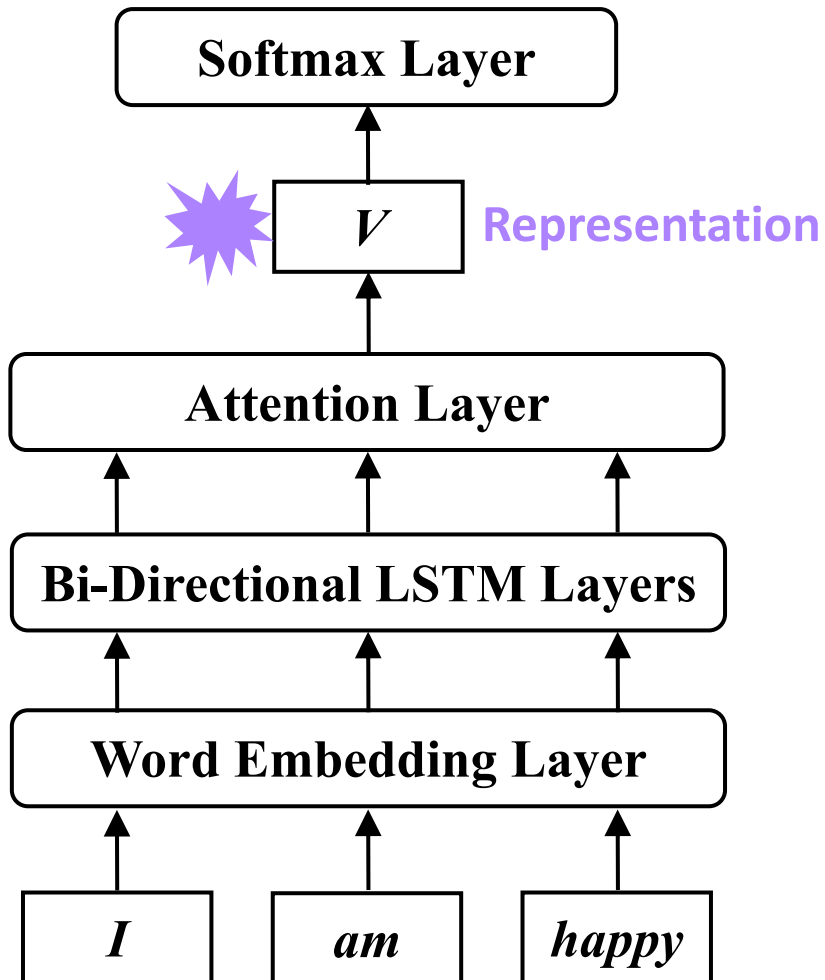 Softmax Layer
V Representation
Attention Layer
Bi-Directional LSTM Layers
Word Embedding Layer
I am happy